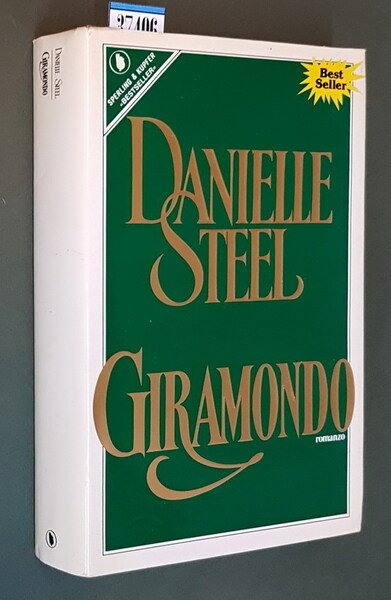 27406
DANIELLE
STEEL
GIRAMONDO
SPERLING & KUPFER
«BESTSELLER»
Best
Seller
DANIELLE
STEEL
GIRAMONDO
romanzo